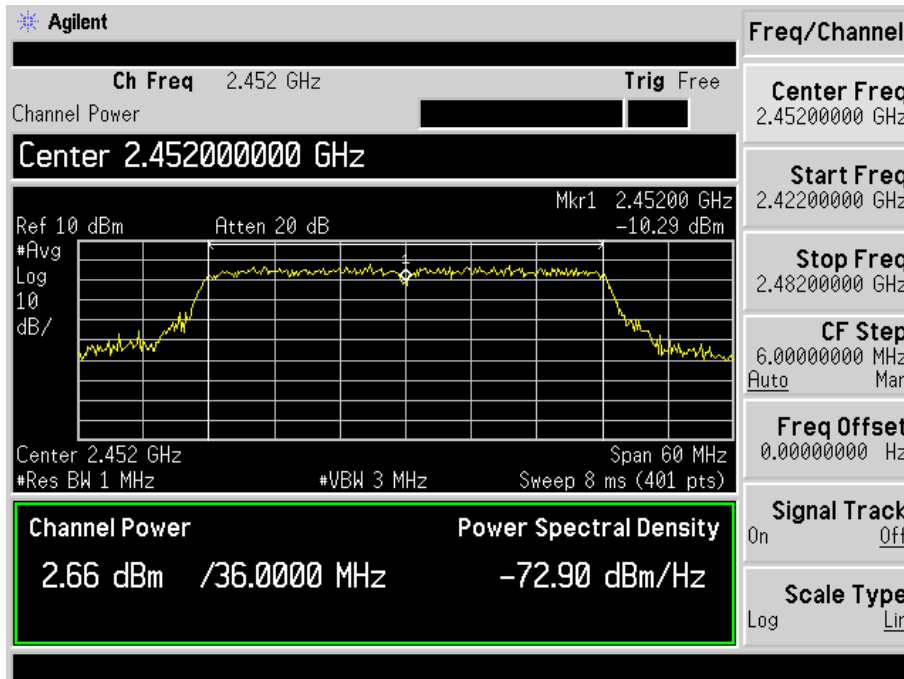 Agilent
Freq/Channel
Ch Freq 2.452 GHz Trig Free
Channel Power
Center 2.452000000 GHz
Mkr1 2.45200 GHz
Ref 10 dBm Atten 20 dB -10.29 dBm
#Avg
Log
10
dB/
1
Center 2.452 GHz Span 60 MHz
#Res BW 1 MHz #VBW 3 MHz Sweep 8 ms (401 pts)
Channel Power Power Spectral Density
2.66 dBm /36.0000 MHz -72.90 dBm/Hz
Center Freq
2.45200000 GHz
Start Freq
2.42200000 GHz
Stop Freq
2.48200000 GHz
CF Step
6.00000000 MHz
Auto Man
Freq Offset
0.00000000 Hz
Signal Track
On Off
Scale Type
Log Lin